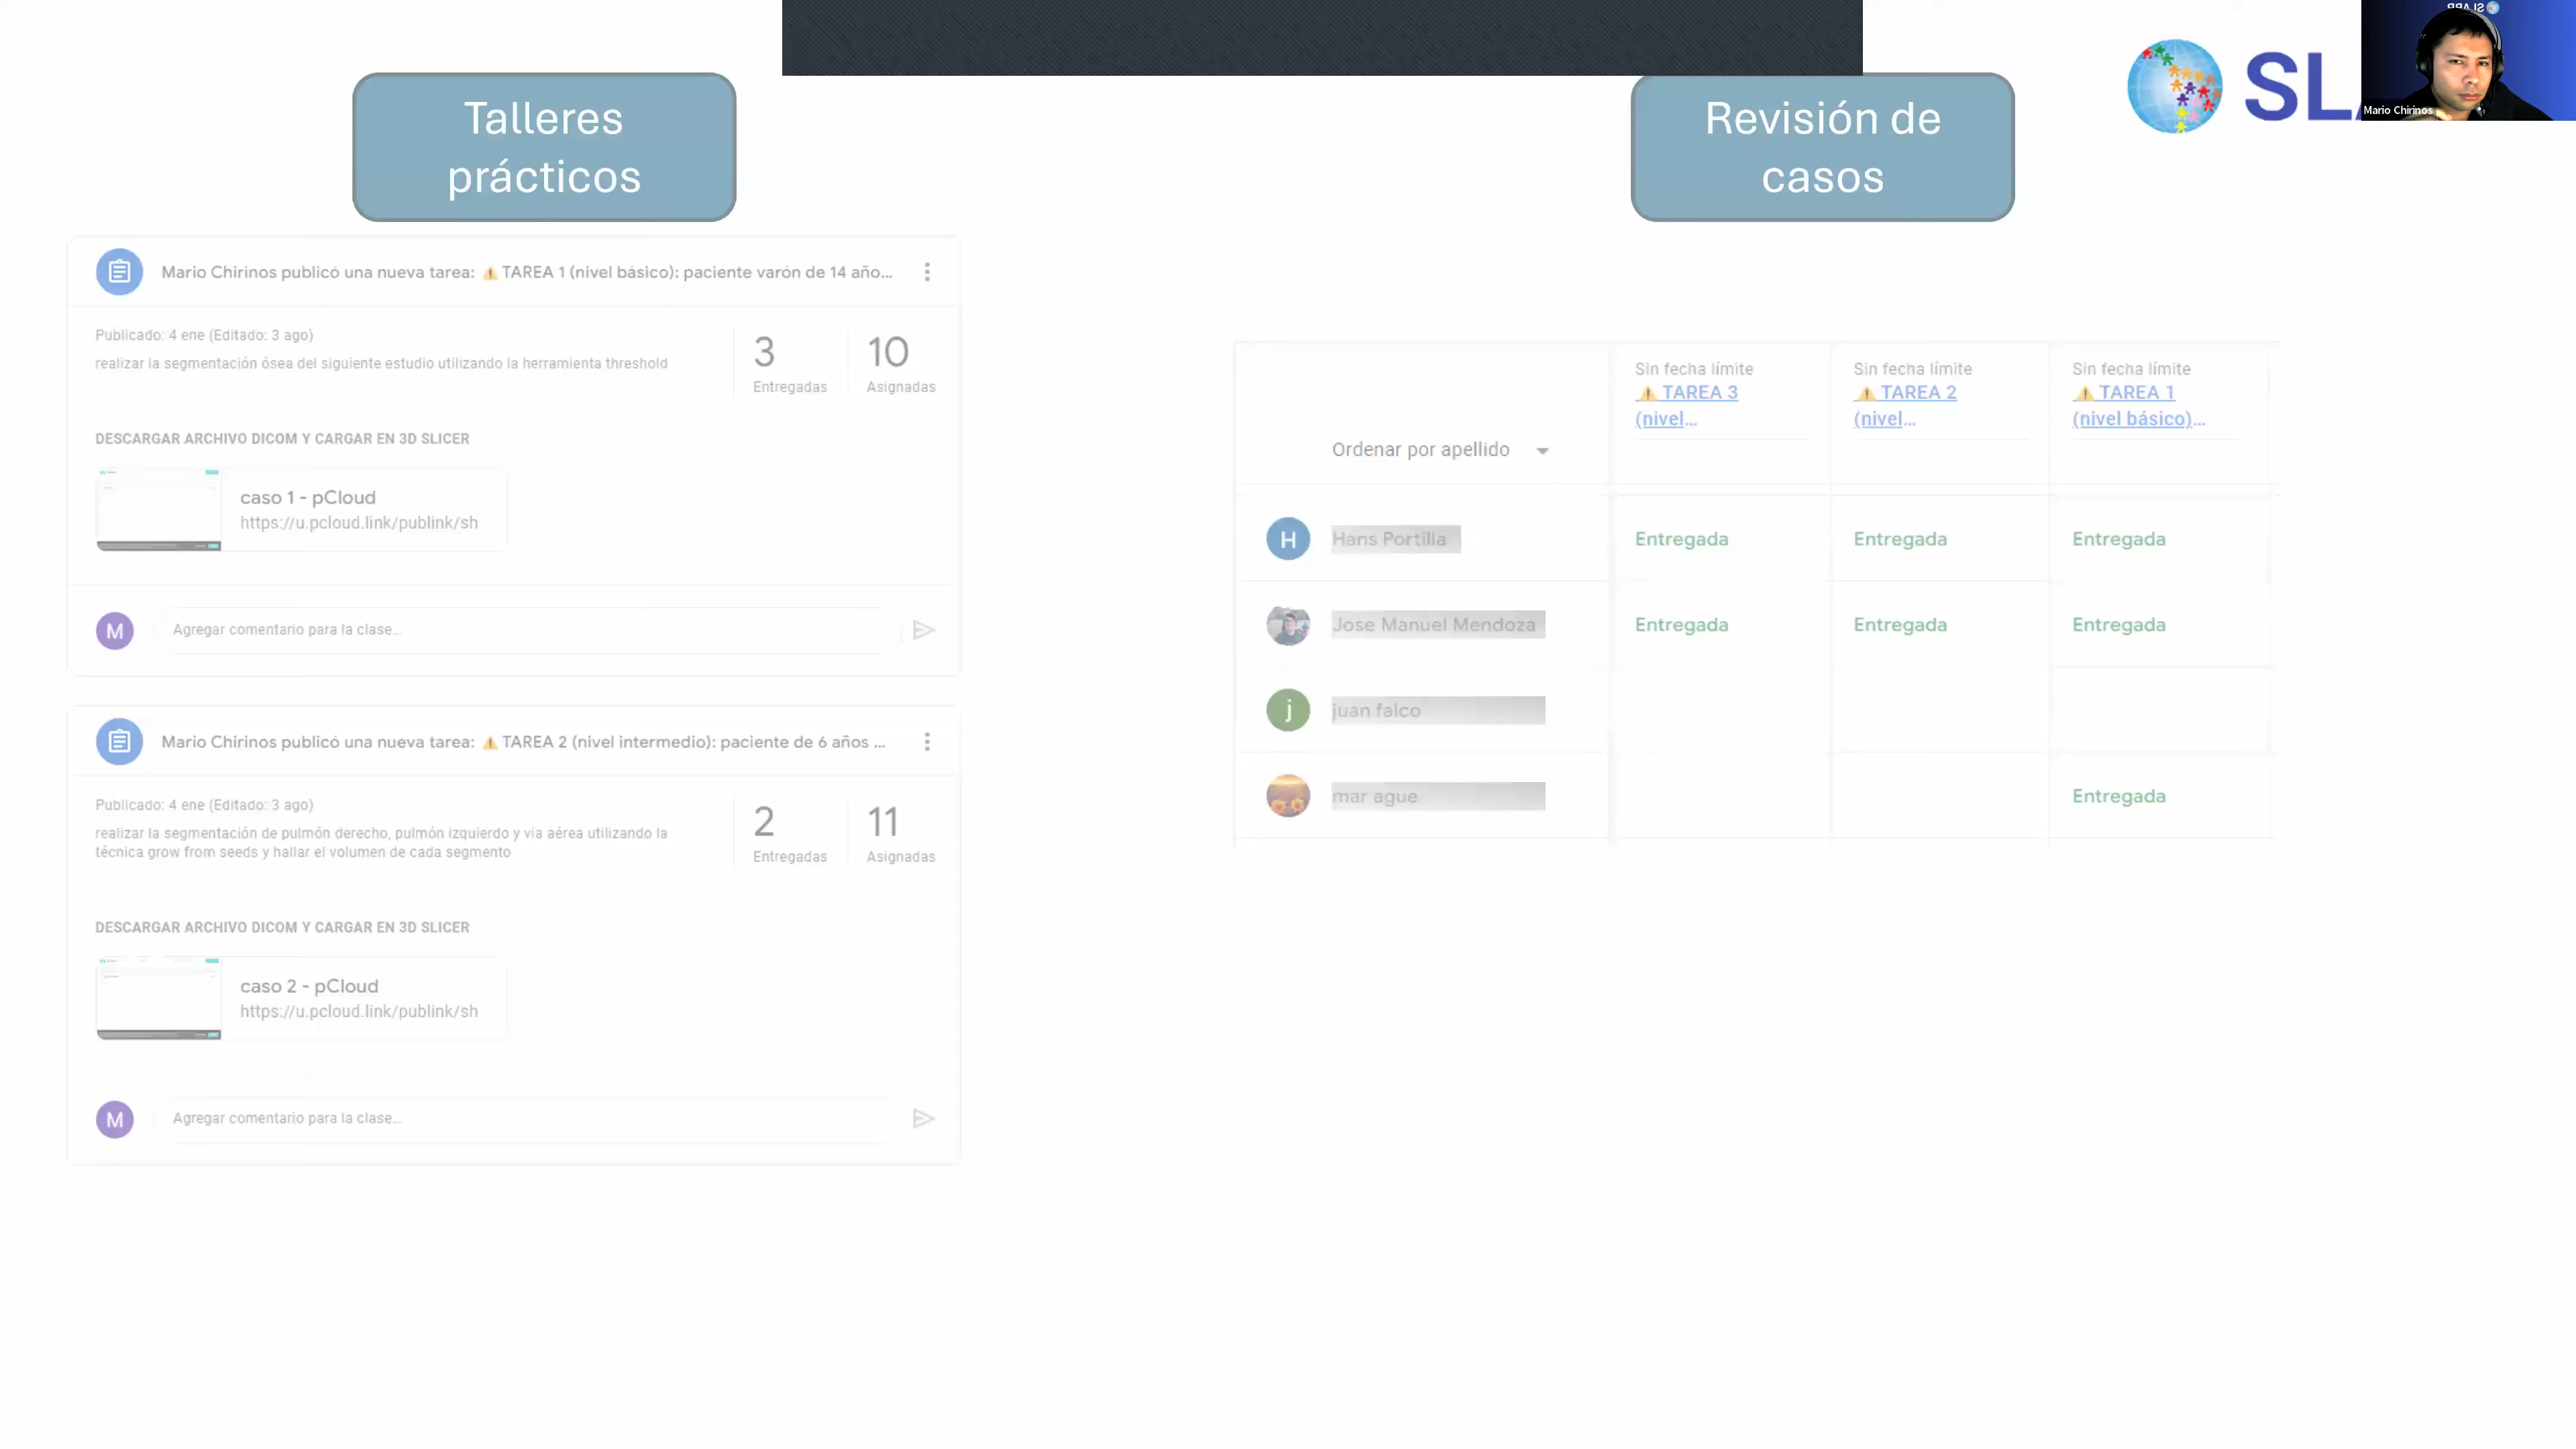 Talleres
prácticos
Revisión de
casos
SL
Mario Chirinos
Mario Chirinos publicó una nueva tarea: ⚠️ TAREA 1 (nivel básico): paciente varón de 14 año...
Publicado: 4 ene (Editado: 3 ago)
realizar la segmentación ósea del siguiente estudio utilizando la herramienta threshold
3
Entregadas
10
Asignadas
DESCARGAR ARCHIVO DICOM Y CARGAR EN 3D SLICER
caso 1 - pCloud
https://u.pcloud.link/publink/sh
M
Agregar comentario para la clase...
Mario Chirinos publicó una nueva tarea: ⚠️ TAREA 2 (nivel intermedio): paciente de 6 años ...
Publicado: 4 ene (Editado: 3 ago)
realizar la segmentación de pulmón derecho, pulmón izquierdo y via aérea utilizando la
técnica grow from seeds y hallar el volumen de cada segmento
2
Entregadas
11
Asignadas
DESCARGAR ARCHIVO DICOM Y CARGAR EN 3D SLICER
caso 2 - pCloud
https://u.pcloud.link/publink/sh
M
Agregar comentario para la clase...
Ordenar por apellido
Sin fecha límite
⚠️ TAREA 3
(nivel...
Sin fecha límite
⚠️ TAREA 2
(nivel...
Sin fecha límite
⚠️ TAREA 1
(nivel básico)...
H Hans Portilla Entregada Entregada Entregada
Jose Manuel Mendoza Entregada Entregada Entregada
j juan falco
mar ague Entregada